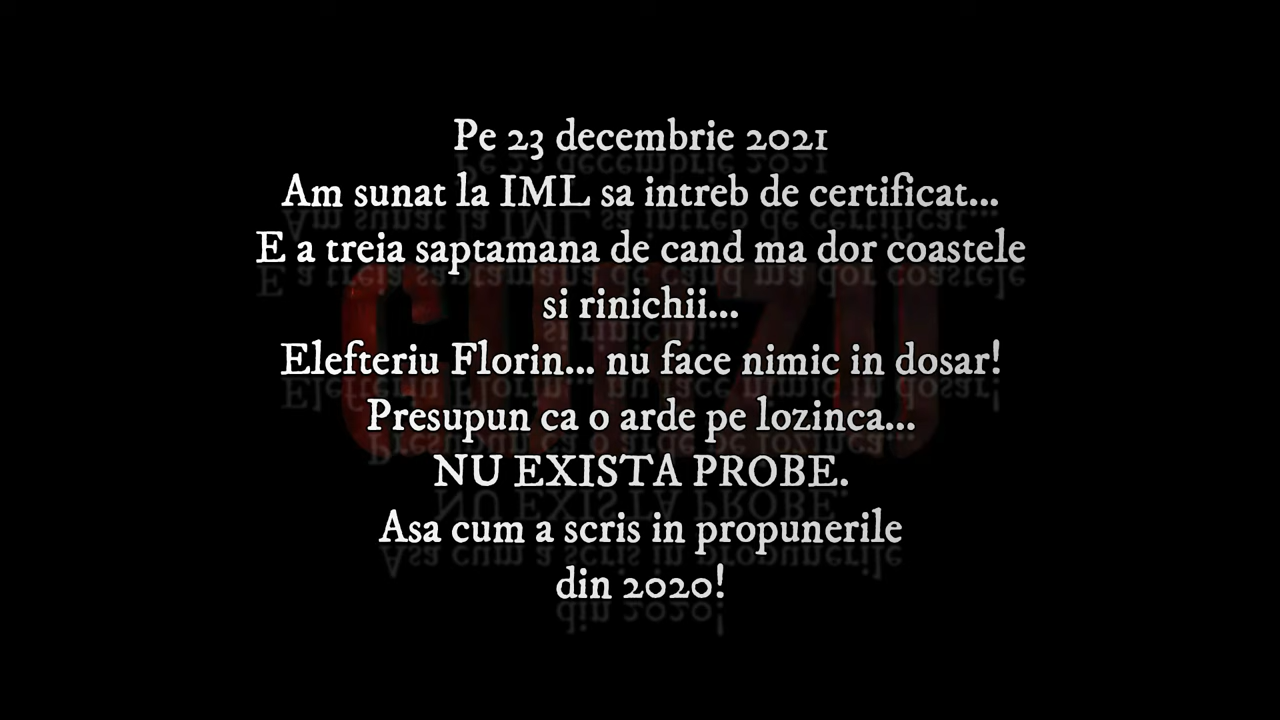 Pe 23 decembrie 2021
Am sunat la IML sa intreb de certificat...
E a treia saptamana de cand ma dor coastele
si rinichii...
Elefteriu Florin... nu face nimic in dosar!
Presupun ca o arde pe lozinca...
NU EXISTA PROBE.
Asa cum a scris in propunerile
din 2020!